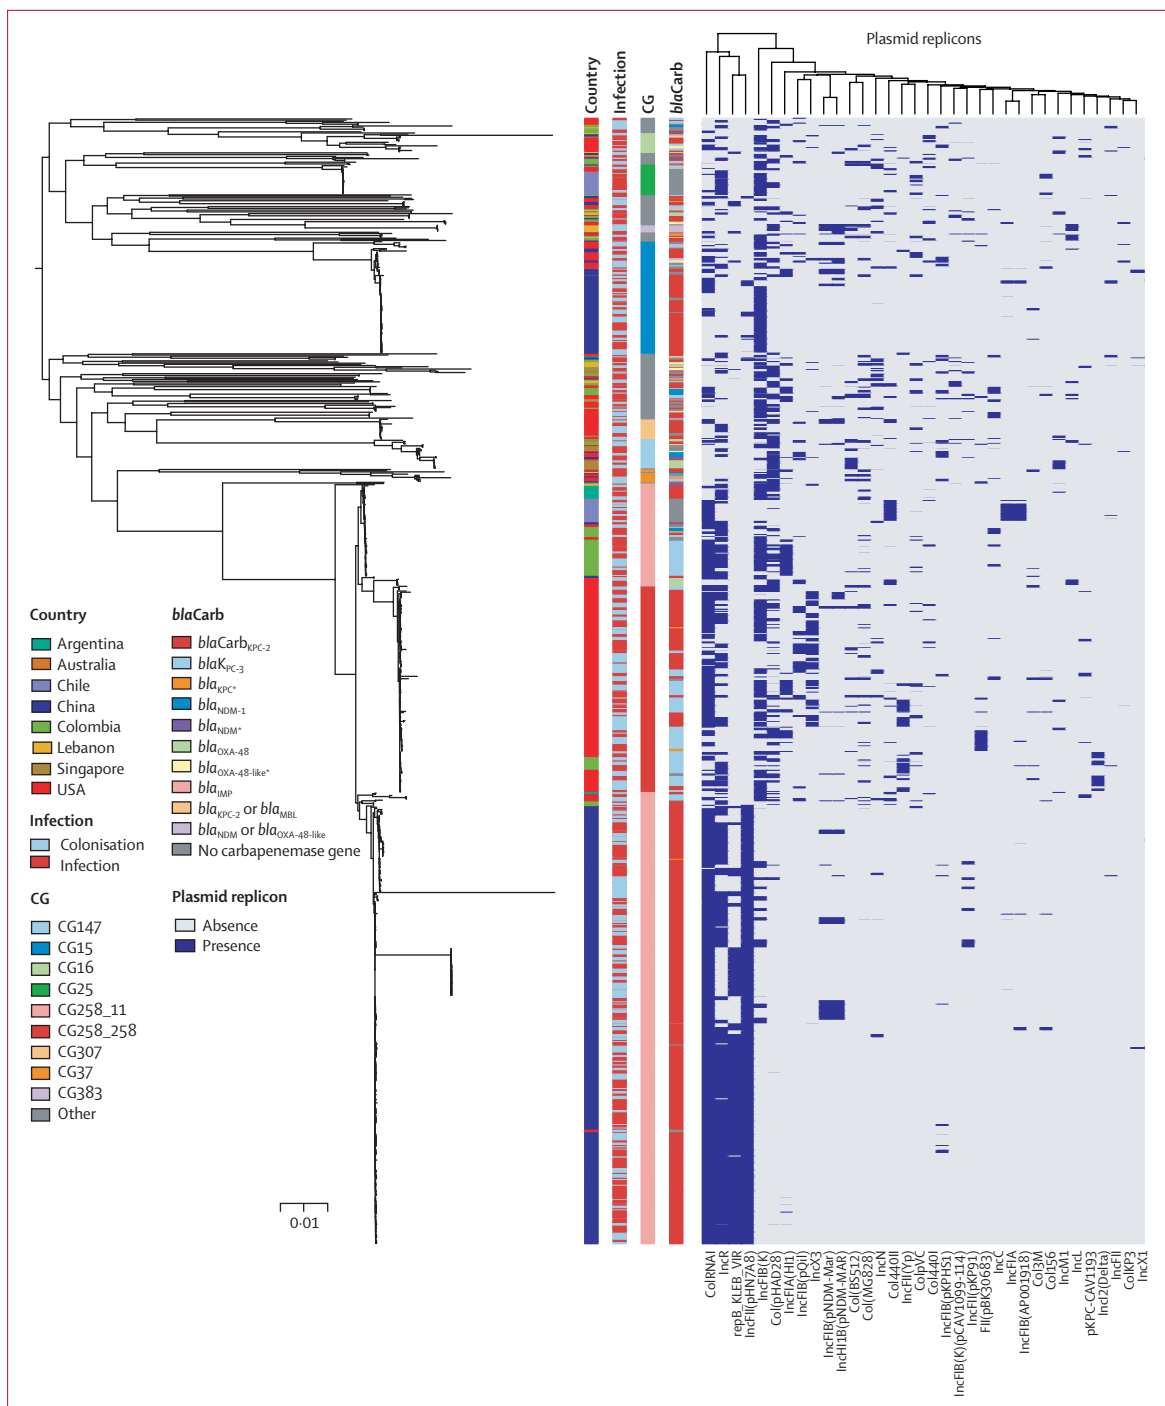 Plasmid replicons
Country
Infection
CG
blaCarb
Country
Argentina
Australia
Chile
China
Colombia
Lebanon
Singapore
USA
Infection
Colonisation
Infection
CG
CG147
CG15
CG16
CG25
CG258_11
CG258_258
CG307
CG37
CG383
Other
blaCarb
blaCarbKPC-2
blaKPC-3
blaKPC*
blaNDM-1
blaNDM*
blaOXA-48
blaOXA-48-like*
blaIMP
blaKPC-2 or blaMBL
blaNDM or blaOXA-48-like
No carbapenemase gene
Plasmid replicon
Absence
Presence
0·01
ColRNAI
IncR
repB_KLEB_VIR
IncFII(pHN7A8)
IncFIB(K)
Col(pHAD28)
IncFIA(HI1)
IncFIB(pQil)
IncX3
IncFIB(pNDM-Mar)
IncHI1B(pNDM-MAR)
Col(BS512)
Col(MG828)
IncN
Col440II
IncFII(Yp)
ColpVC
Col440I
IncFIB(pKPHS1)
IncFIB(K)(pCAV1099-114)
IncFII(pKP91)
FII(pBK30683)
IncC
IncFIA
IncFIB(AP001918)
Col3M
Col156
IncM1
IncL
pKPC-CAV1193
IncI2(Delta)
IncFII
ColKP3
IncX1